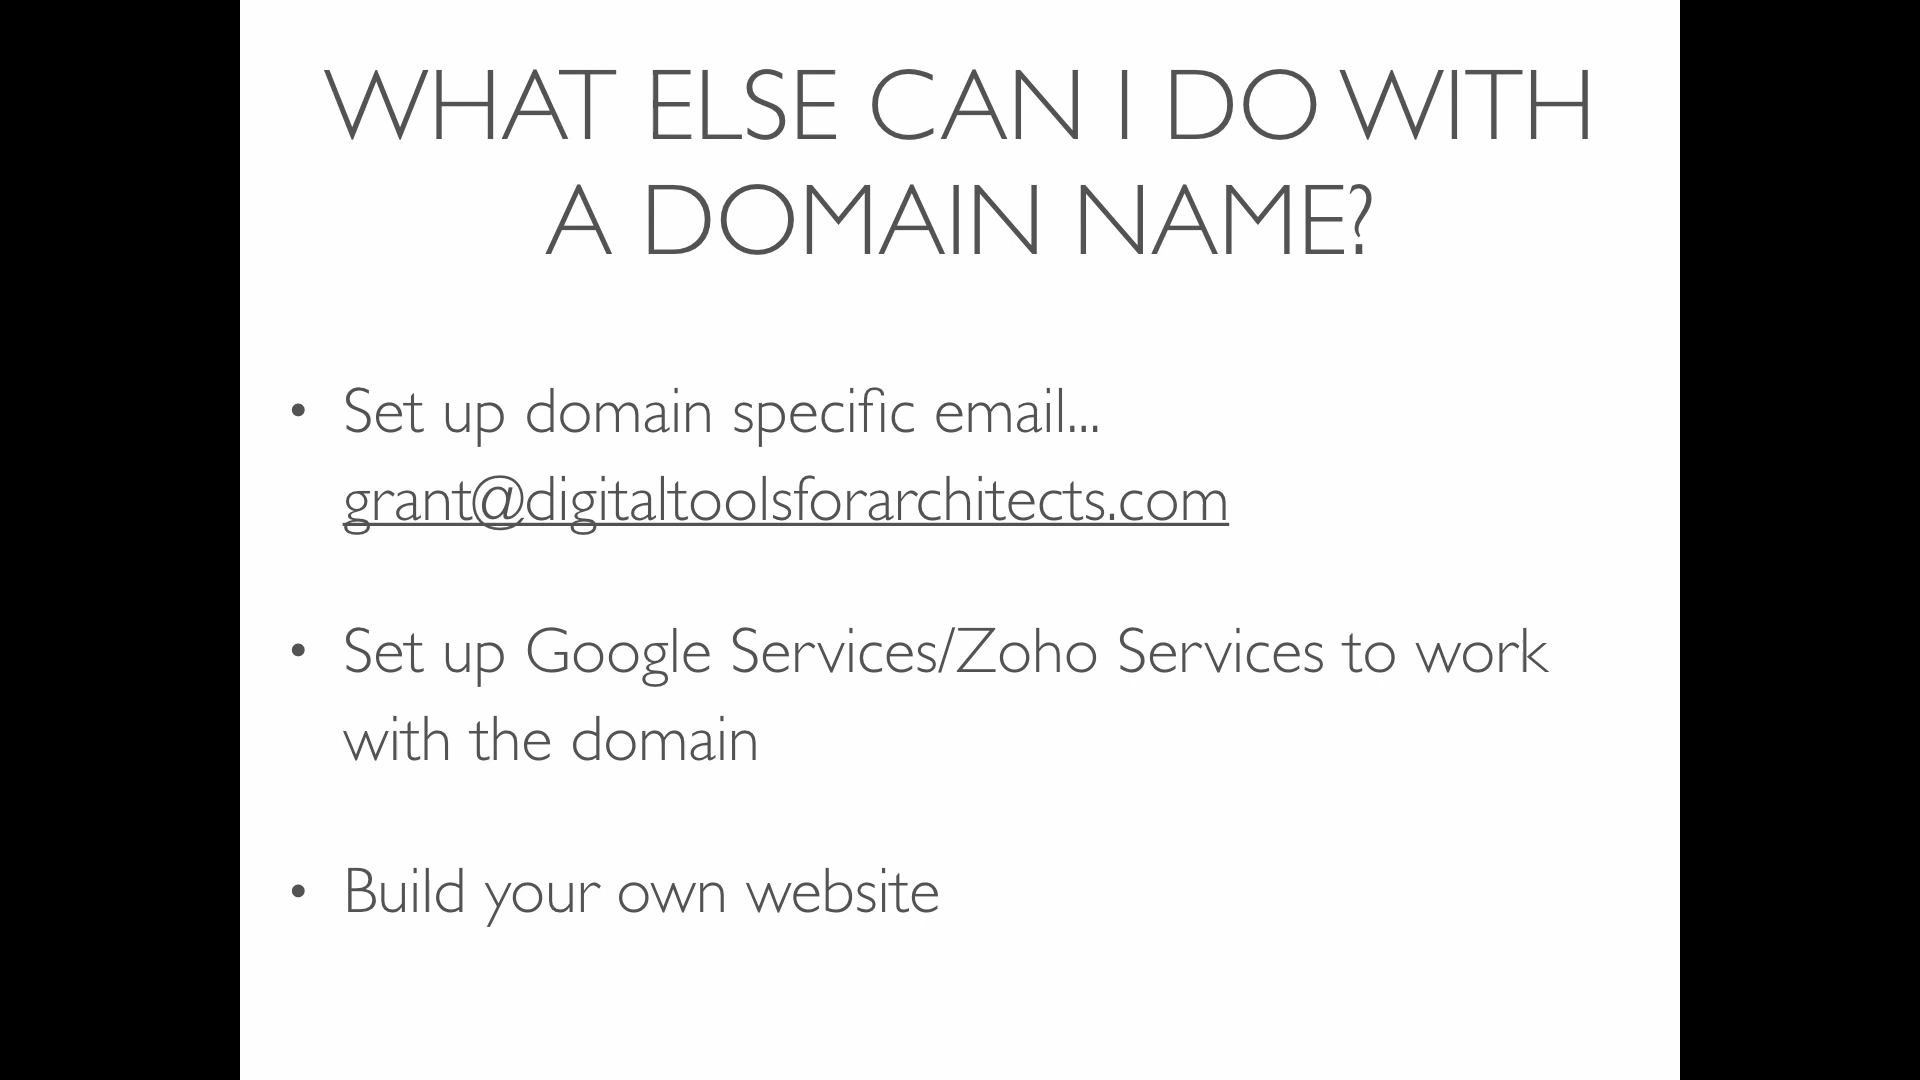 WHAT ELSE CAN I DO WITH
A DOMAIN NAME?
• Set up domain specific email...
grant@digitaltoolsforarchitects.com
• Set up Google Services/Zoho Services to work
with the domain
• Build your own website